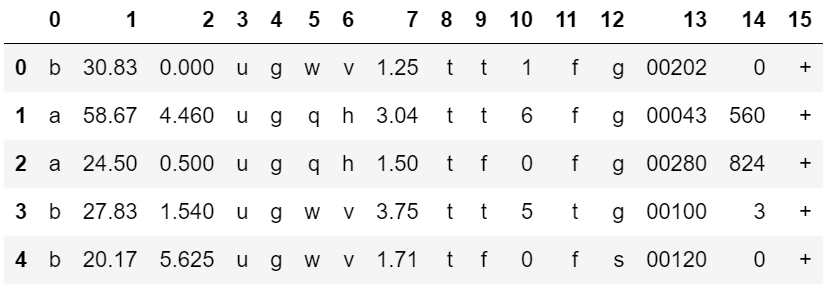 0 1 2 3 4 5 6 7 8 9 10 11 12 13 14 15
0 b 30.83 0.000 u g w v 1.25 t t 1 f g 00202 0 +
1 a 58.67 4.460 u g q h 3.04 t t 6 f g 00043 560 +
2 a 24.50 0.500 u g q h 1.50 t f 0 f g 00280 824 +
3 b 27.83 1.540 u g w v 3.75 t t 5 t g 00100 3 +
4 b 20.17 5.625 u g w v 1.71 t f 0 f s 00120 0 +